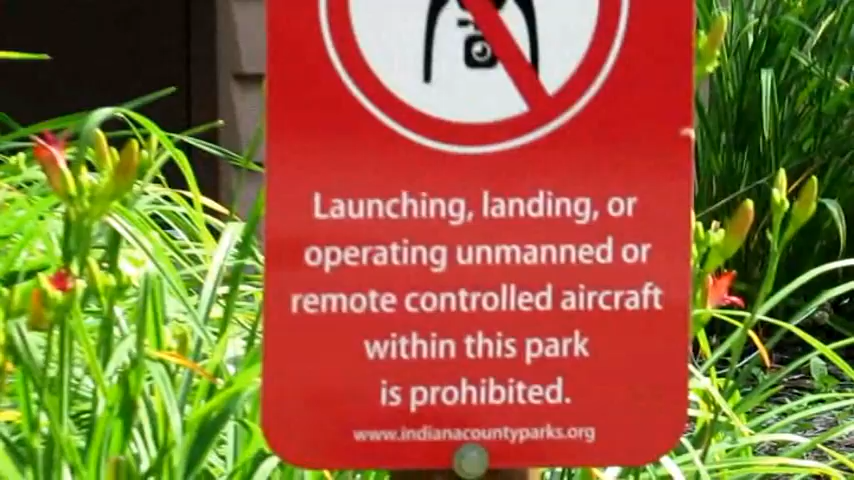 Launching, landing, or
operating unmanned or
remote controlled aircraft
within this park
is prohibited.
www.indianacountyparks.org